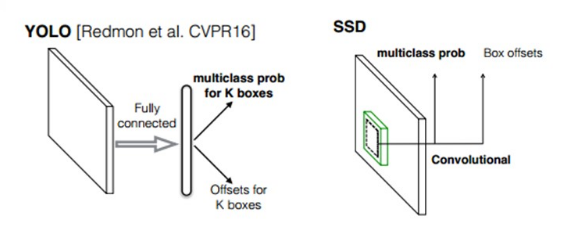 YOLO [Redmon et al. CVPR16]
Fully
connected
multiclass prob
for K boxes
Offsets for
K boxes
SSD
multiclass prob
Box offsets
Convolutional